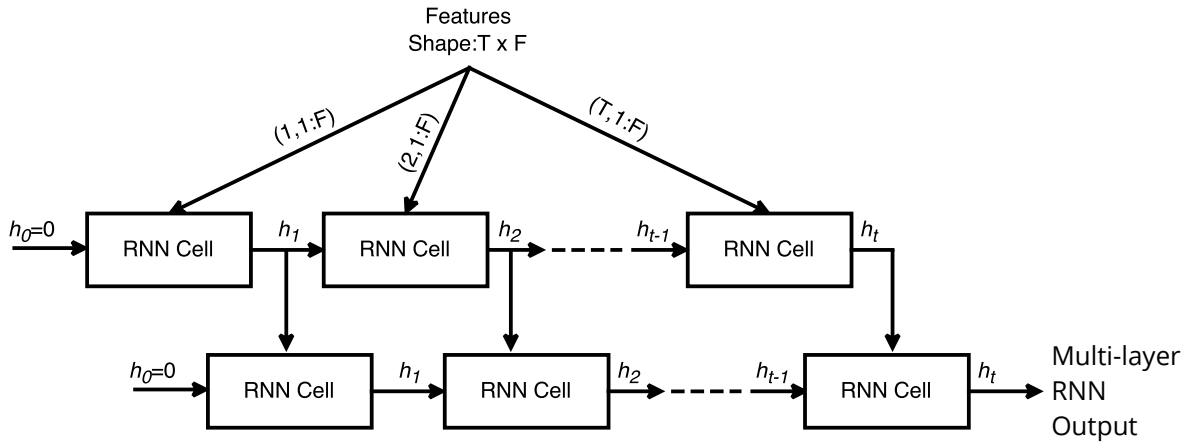 Features
Shape:T x F
(1,1:F)
(2,1:F)
(T,1:F)
h0=0
RNN Cell
h1
RNN Cell
h2
ht-1
RNN Cell
ht
h0=0
RNN Cell
h1
RNN Cell
h2
ht-1
RNN Cell
ht
Multi-layer
RNN
Output